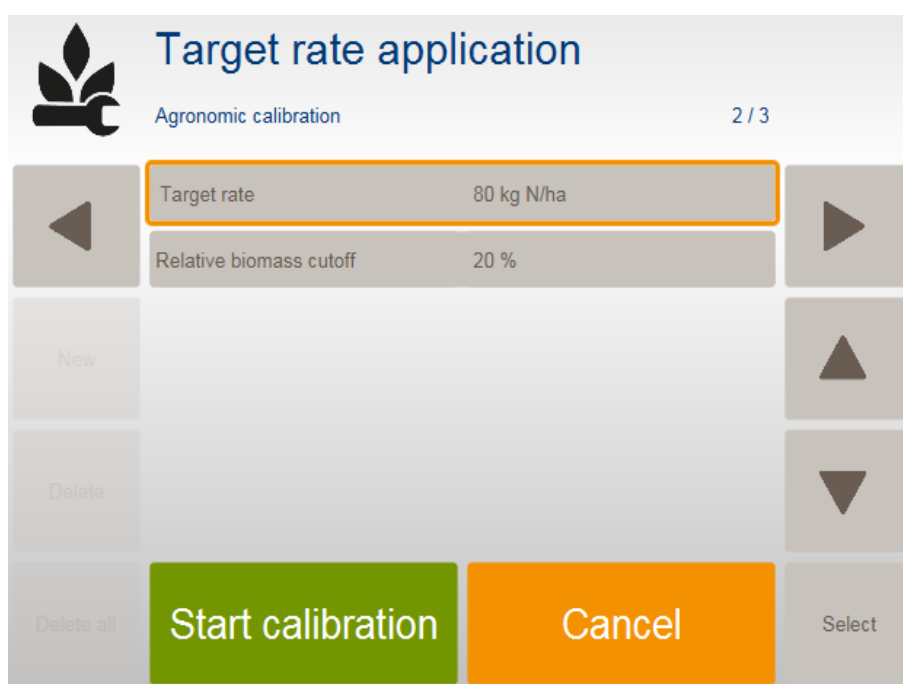 Target rate application
Agronomic calibration 2 / 3
Target rate 80 kg N/ha
Relative biomass cutoff 20 %
New
Delete
Delete all Start calibration Cancel Select